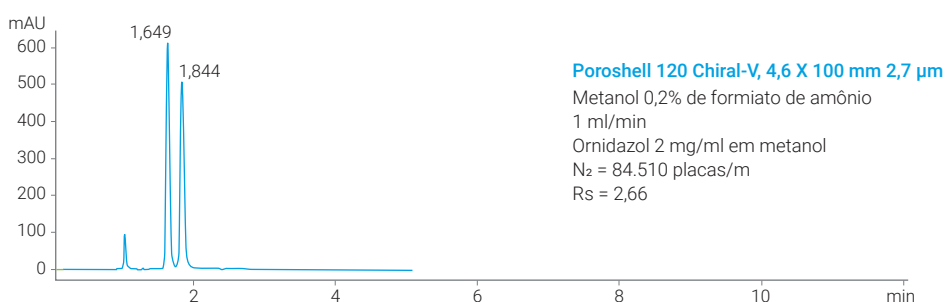 mAU
600
500
400
300
200
100
0
1,649
1,844
2
4
6
8
10
min
Poroshell 120 Chiral-V, 4,6 X 100 mm 2,7 µm
Metanol 0,2% de formiato de amônio
1 ml/min
Ornidazol 2 mg/ml em metanol
N₂ = 84.510 placas/m
Rs = 2,66